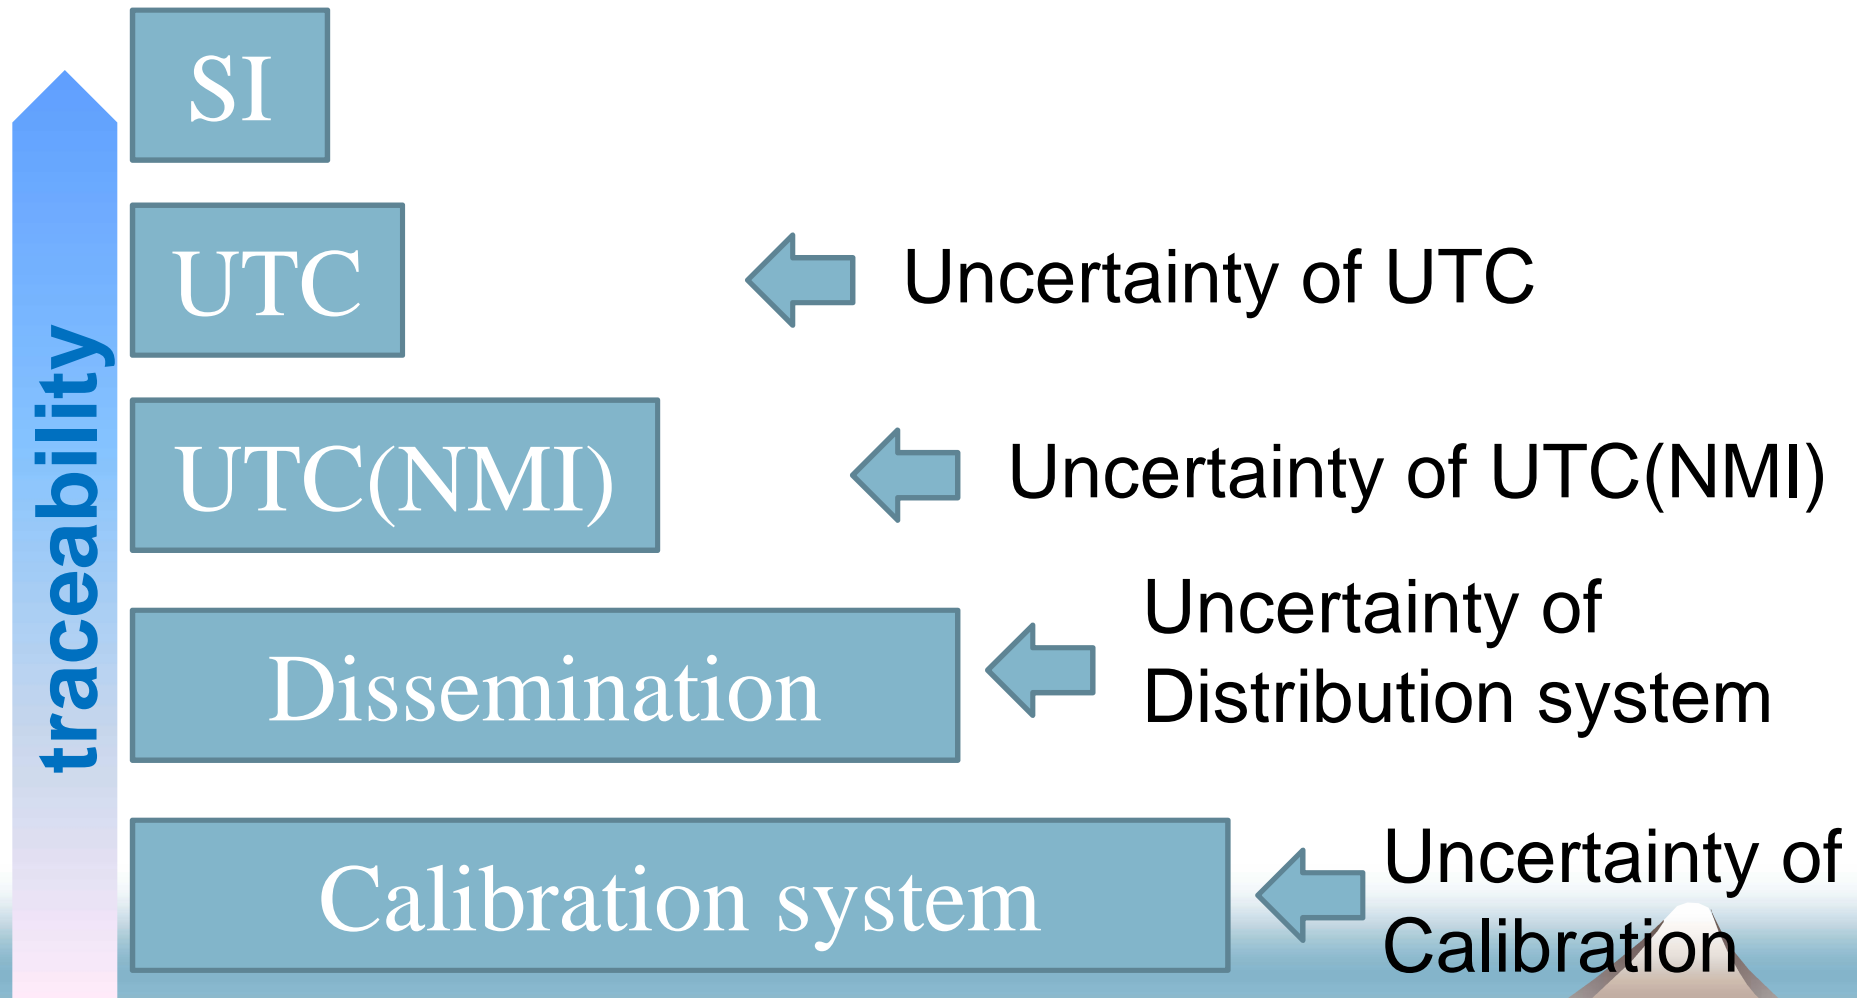 SI
UTC
Uncertainty of UTC
UTC(NMI)
Uncertainty of UTC(NMI)
traceability
Dissemination
Uncertainty of
Distribution system
Calibration system
Uncertainty of
Calibration